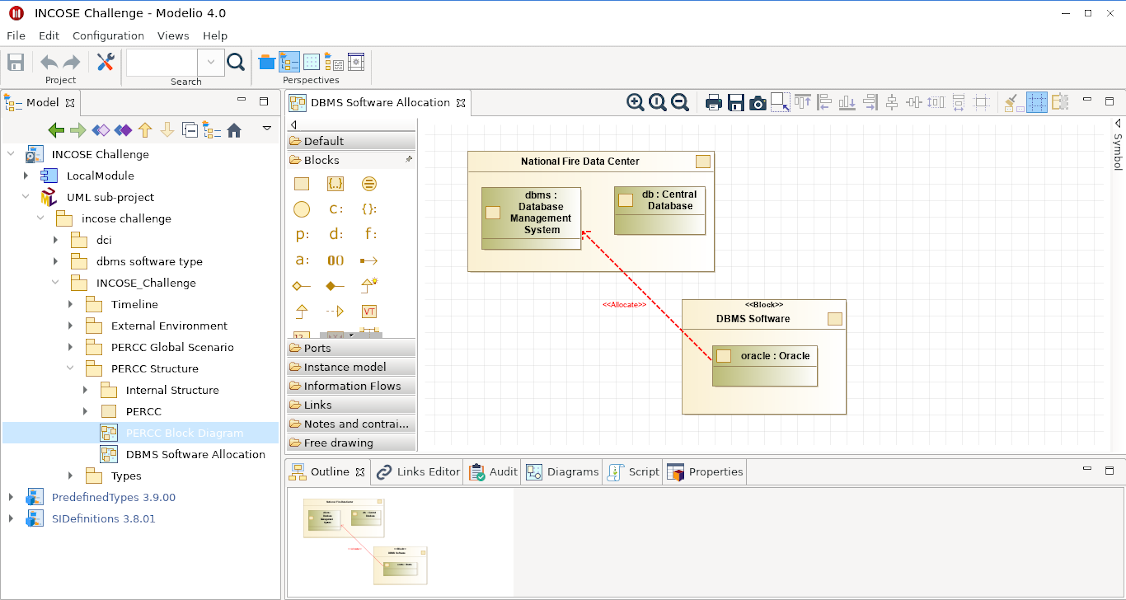 INCOSE Challenge - Modelio 4.0
File Edit Configuration Views Help
Project
Search
Perspectives
Model
INCOSE Challenge
LocalModule
UML sub-project
incose challenge
dci
dbms software type
INCOSE_Challenge
Timeline
External Environment
PERCC Global Scenario
PERCC Structure
Internal Structure
PERCC
PERCC Block Diagram
DBMS Software Allocation
Types
PredefinedTypes 3.9.00
SIDefinitions 3.8.01
DBMS Software Allocation
Default
Blocks
{..}
c: {}:
p: d: f:
a:
VT
Ports
Instance model
Information Flows
Links
Notes and contrai...
Free drawing
National Fire Data Center
dbms :
Database
Management
System
db : Central
Database
<<Allocate>>
<<Block>>
DBMS Software
oracle : Oracle
Symbol
Outline Links Editor Audit Diagrams Script Properties